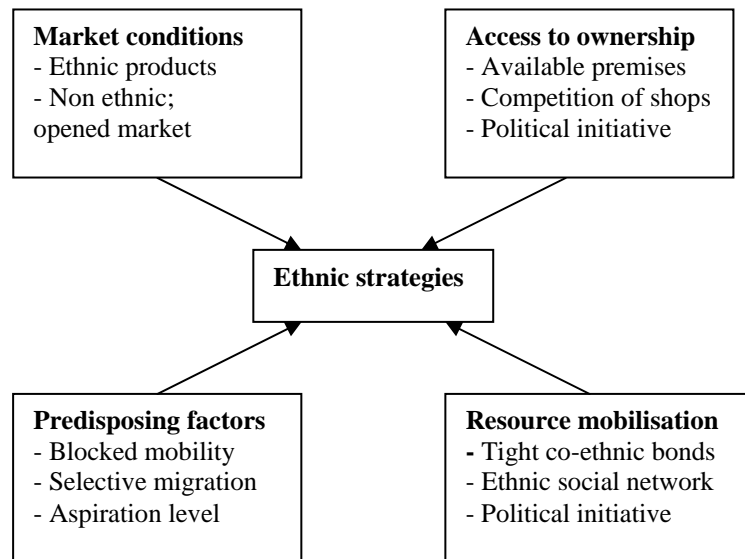 Market conditions
- Ethnic products
- Non ethnic;
opened market
Access to ownership
- Available premises
- Competition of shops
- Political initiative
Ethnic strategies
Predisposing factors
- Blocked mobility
- Selective migration
- Aspiration level
Resource mobilisation
- Tight co-ethnic bonds
- Ethnic social network
- Political initiative